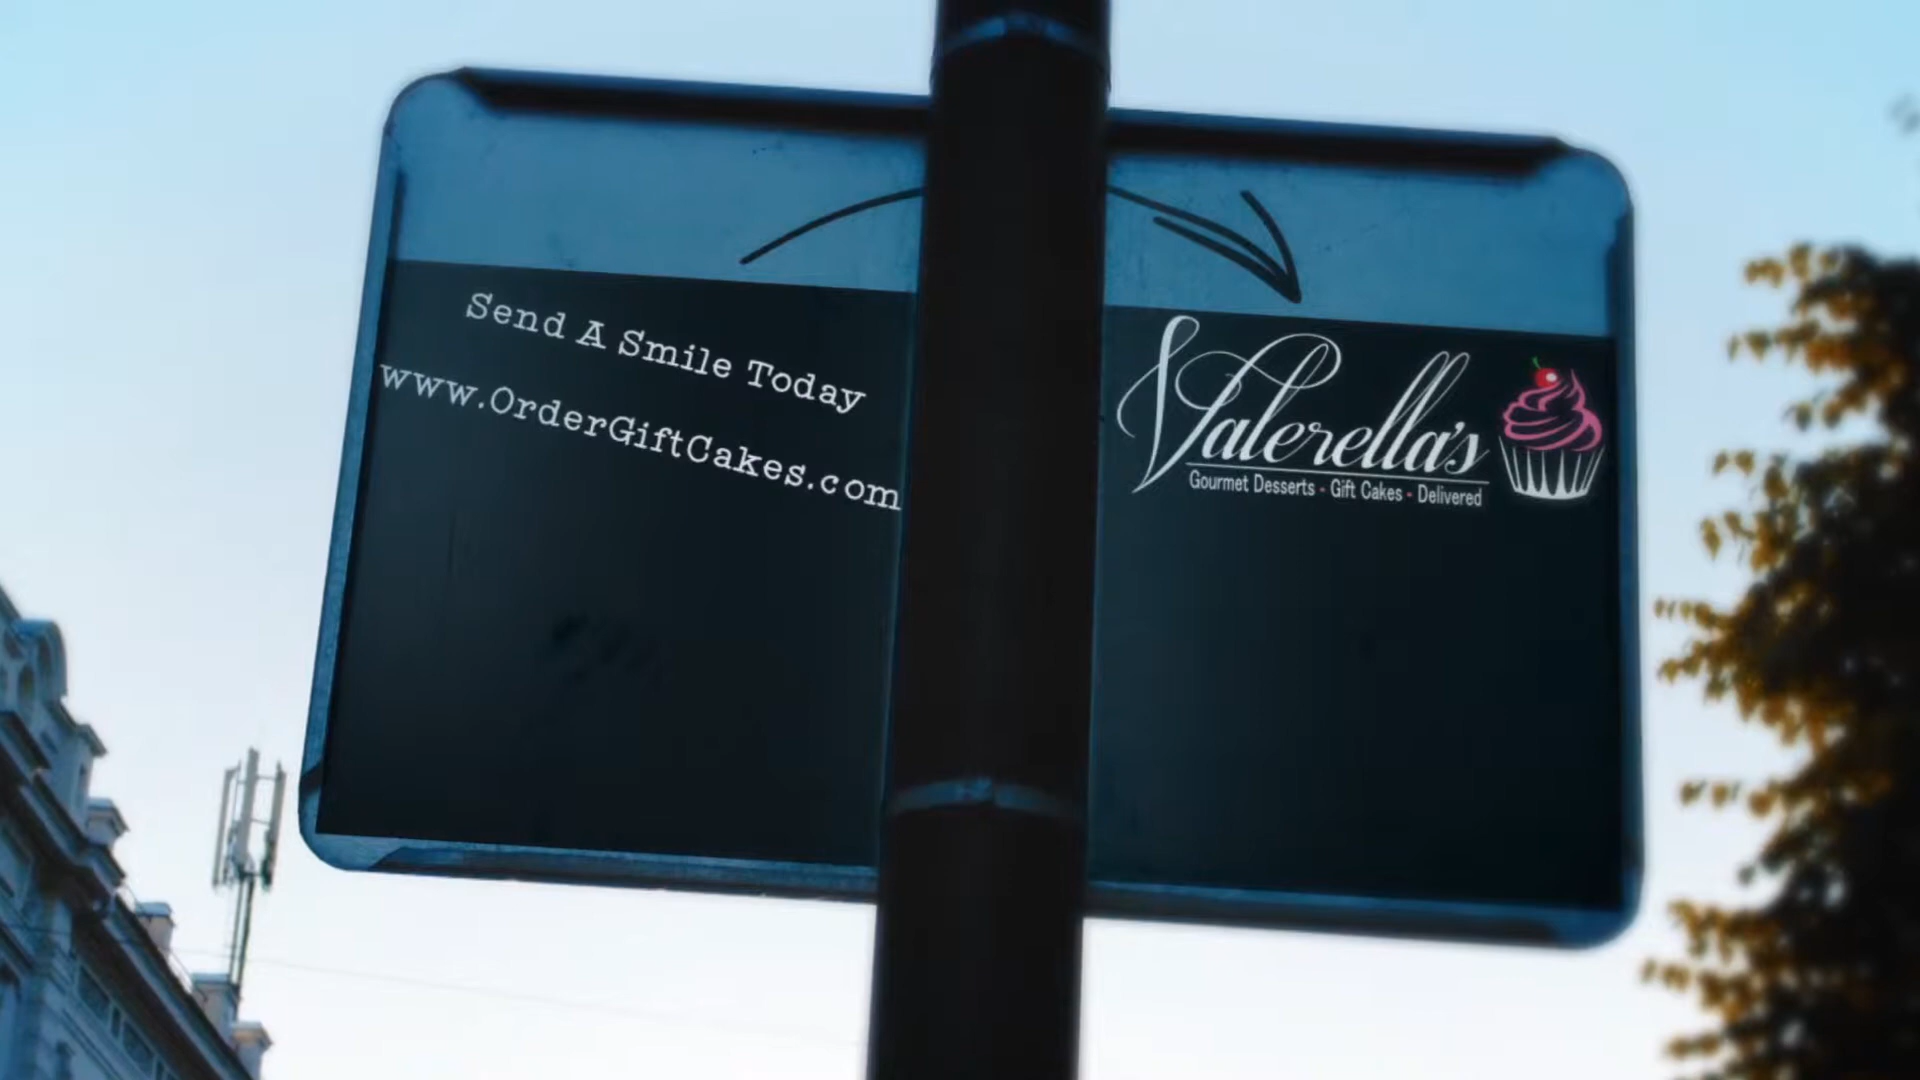 Send A Smile Today
www.OrderGiftCakes.com
Valerella's
Gourmet Desserts - Gift Cakes - Delivered